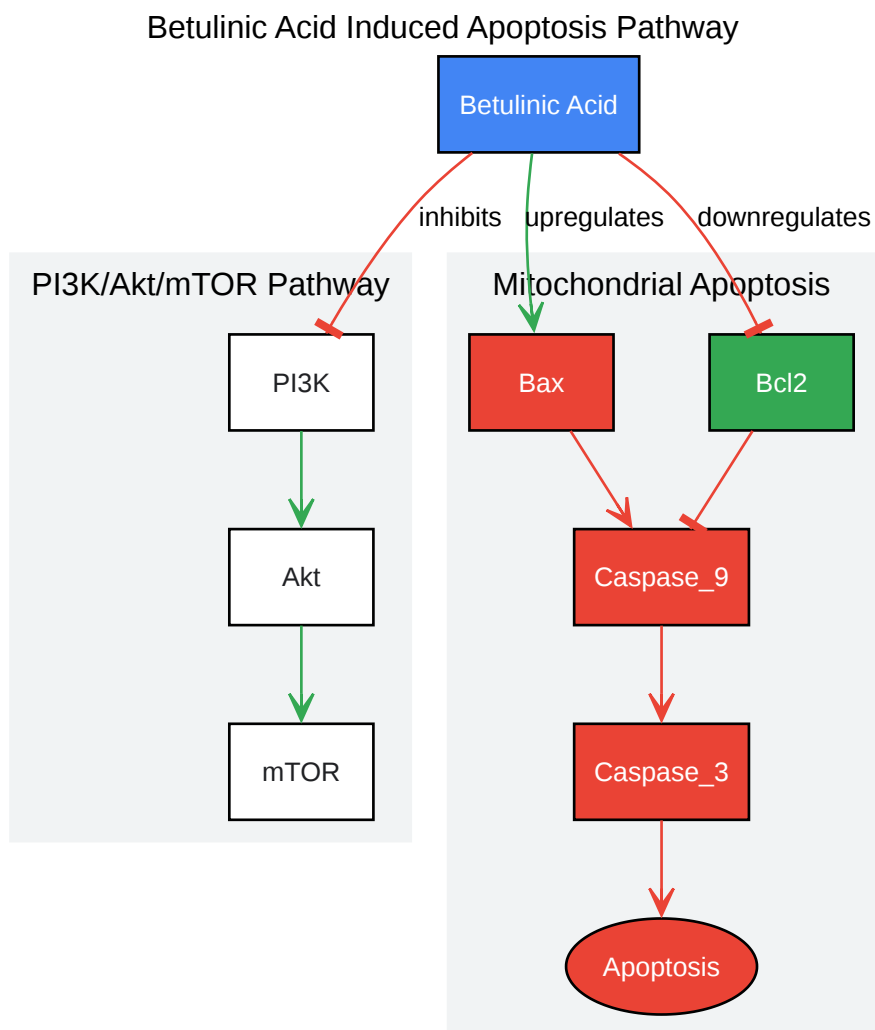 Betulinic Acid Induced Apoptosis Pathway
Betulinic Acid
inhibits
upregulates
downregulates
PI3K/Akt/mTOR Pathway
Mitochondrial Apoptosis
PI3K
Bax
Bcl2
Akt
Caspase_9
mTOR
Caspase_3
Apoptosis